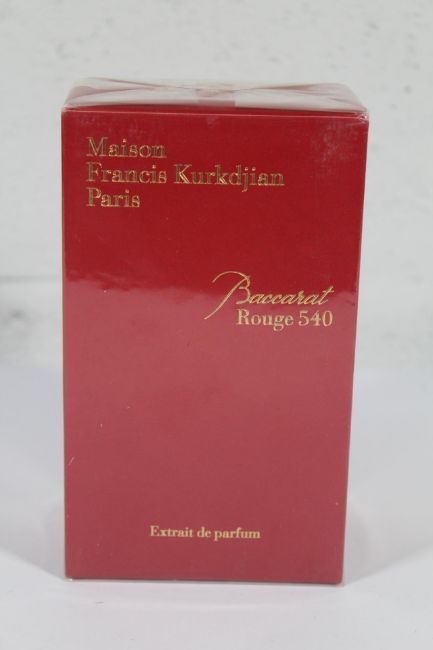 Maison
Francis Kurkdjian
Paris
Baccarat
Rouge 540
Extrait de parfum